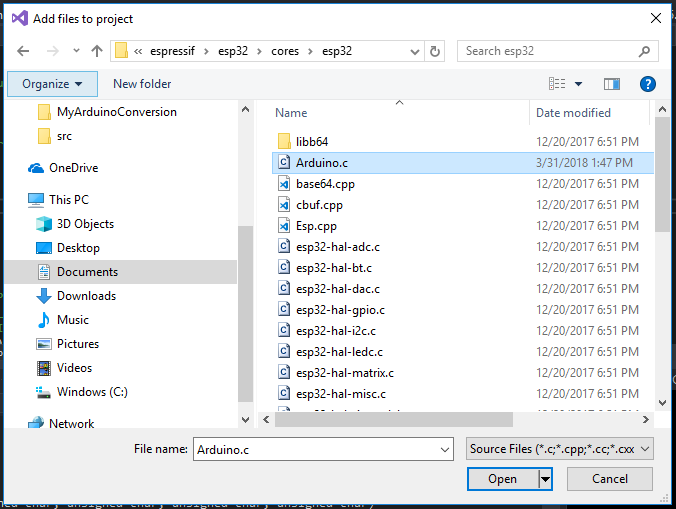 Add files to project
« espressif > esp32 > cores > esp32
Search esp32
Organize
New folder
MyArduinoConversion
src
OneDrive
This PC
3D Objects
Desktop
Documents
Downloads
Music
Pictures
Videos
Windows (C:)
Network
Name Date modified
libb64 12/20/2017 6:51 PM
Arduino.c 3/31/2018 1:47 PM
base64.cpp 12/20/2017 6:51 PM
cbuf.cpp 12/20/2017 6:51 PM
Esp.cpp 12/20/2017 6:51 PM
esp32-hal-adc.c 12/20/2017 6:51 PM
esp32-hal-bt.c 12/20/2017 6:51 PM
esp32-hal-dac.c 12/20/2017 6:51 PM
esp32-hal-gpio.c 12/20/2017 6:51 PM
esp32-hal-i2c.c 12/20/2017 6:51 PM
esp32-hal-ledc.c 12/20/2017 6:51 PM
esp32-hal-matrix.c 12/20/2017 6:51 PM
esp32-hal-misc.c 12/20/2017 6:51 PM
File name: Arduino.c
Source Files (*.c;*.cpp;*.cc;*.cxx
Open
Cancel